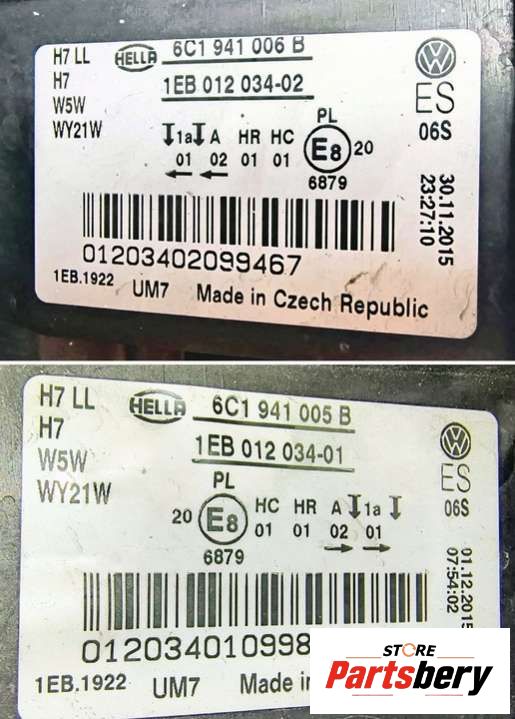 H7 LL HELLA 6C1 941 006 B
H7 1EB 012 034-02
W5W
WY21W
ES
06S
PL
1a A HR HC E8 20
01 02 01 01
6879
30.11.2015
23:27:10
01203402099467
1EB.1922 UM7 Made in Czech Republic
H7 LL HELLA 6C1 941 005 B
H7 1EB 012 034-01
W5W
WY21W
ES
06S
PL
20 E8 HC HR A 1a
01 01 02 01
6879
01.12.2015
07:54:02
012034010998
1EB.1922 UM7 Made in
STORE
Partsbery